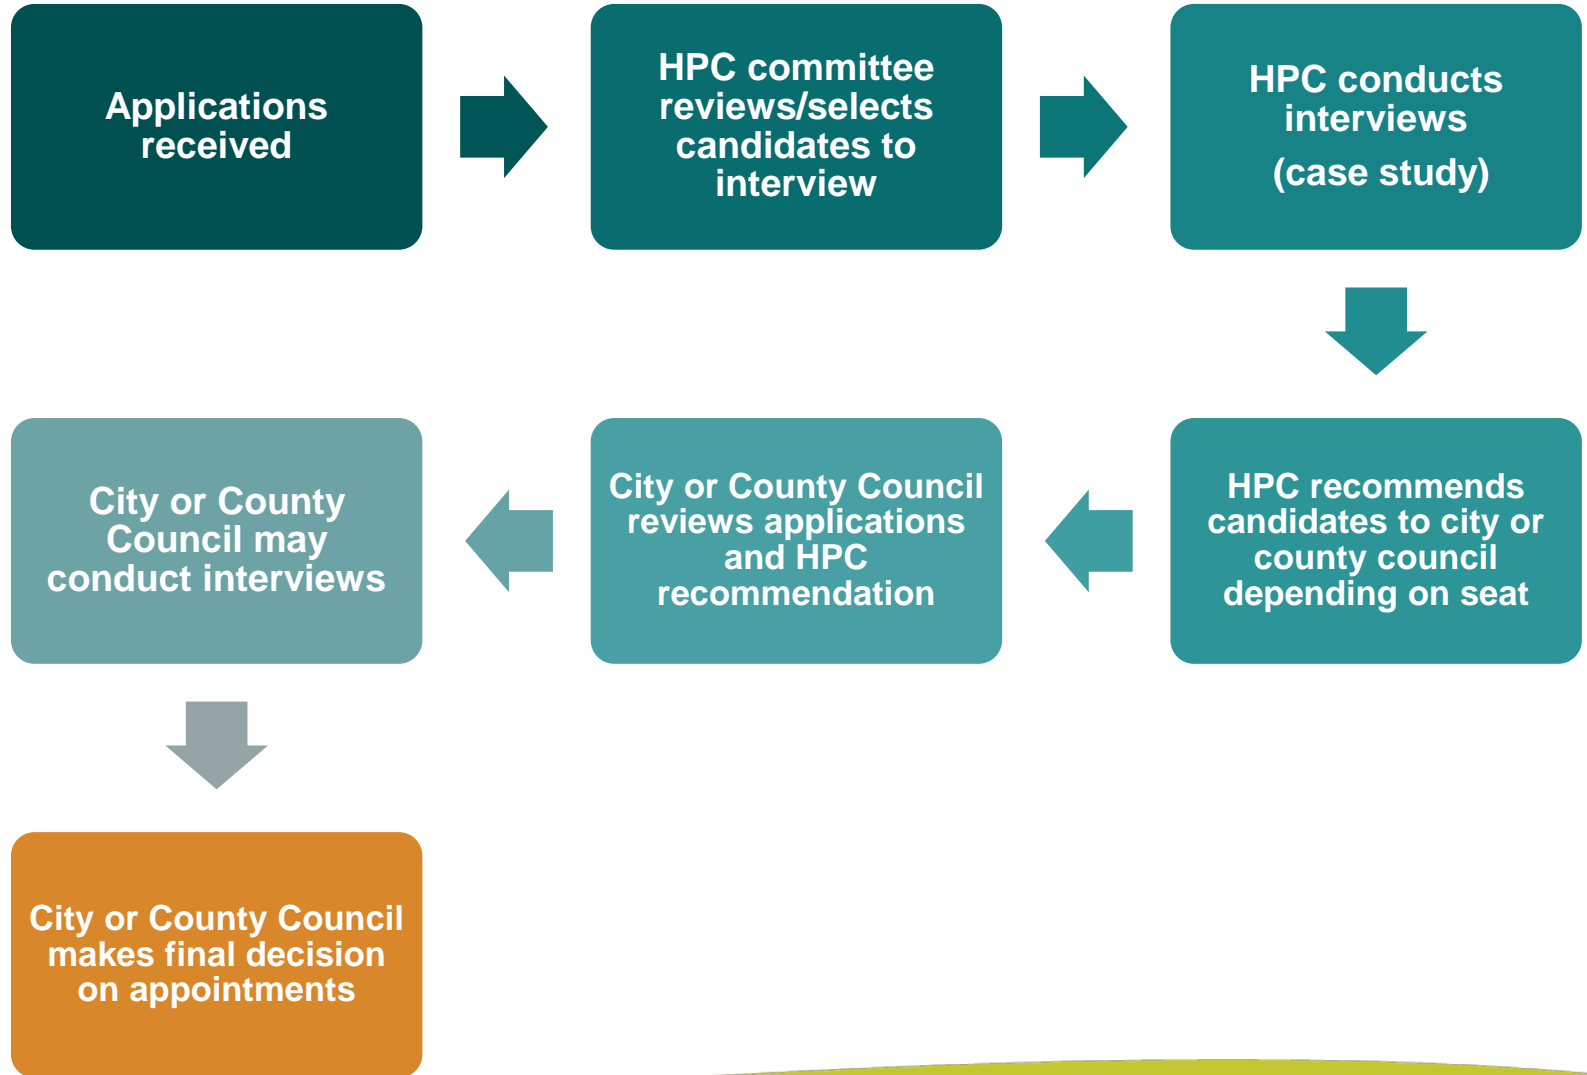 Applications
received
HPC committee
reviews/selects
candidates to
interview
HPC conducts
interviews
(case study)
HPC recommends
candidates to city or
county council
depending on seat
City or County Council
reviews applications
and HPC
recommendation
City or County
Council may
conduct interviews
City or County Council
makes final decision
on appointments